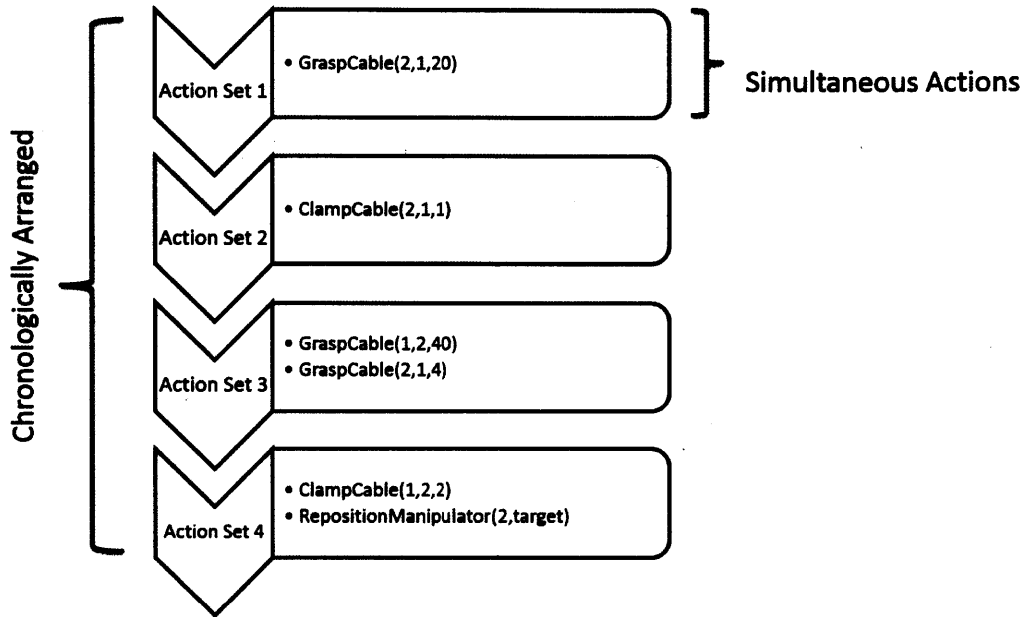 Chronologically Arranged
Action Set 1
• GraspCable(2,1,20)
Simultaneous Actions
Action Set 2
• ClampCable(2,1,1)
Action Set 3
• GraspCable(1,2,40)
• GraspCable(2,1,4)
Action Set 4
• ClampCable(1,2,2)
• RepositionManipulator(2,target)